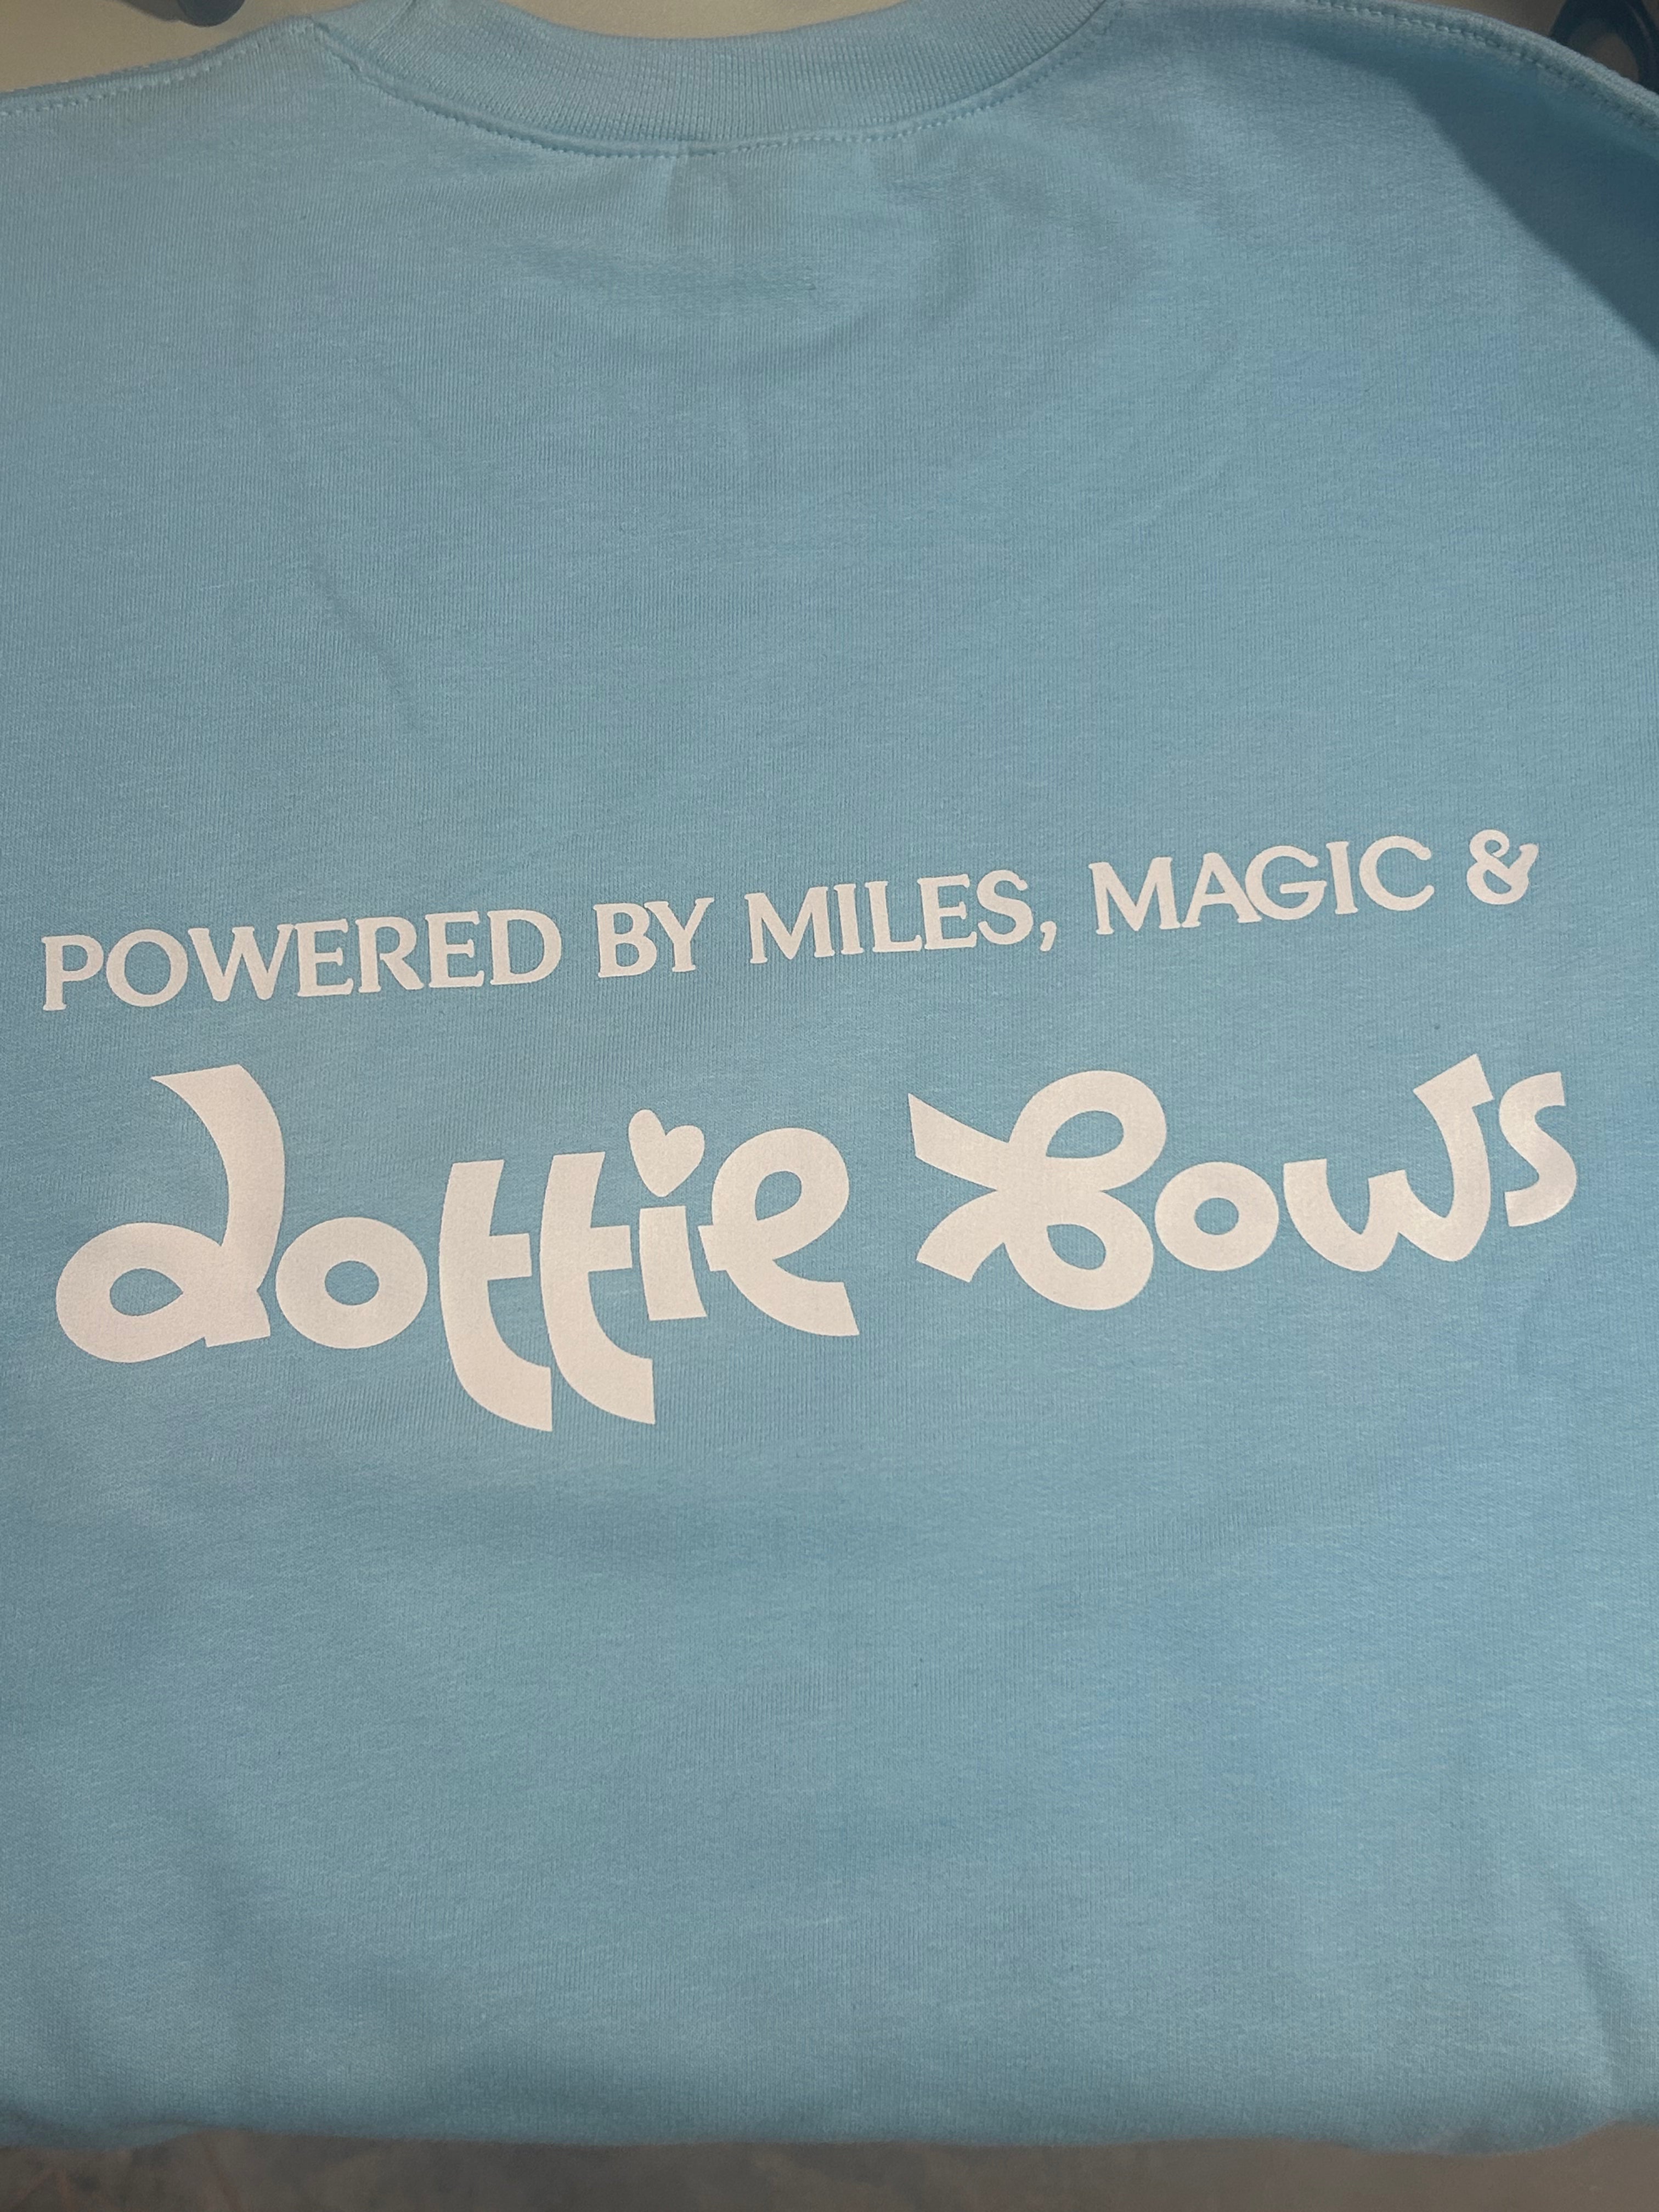 POWERED BY MILES, MAGIC &
dottie Bows